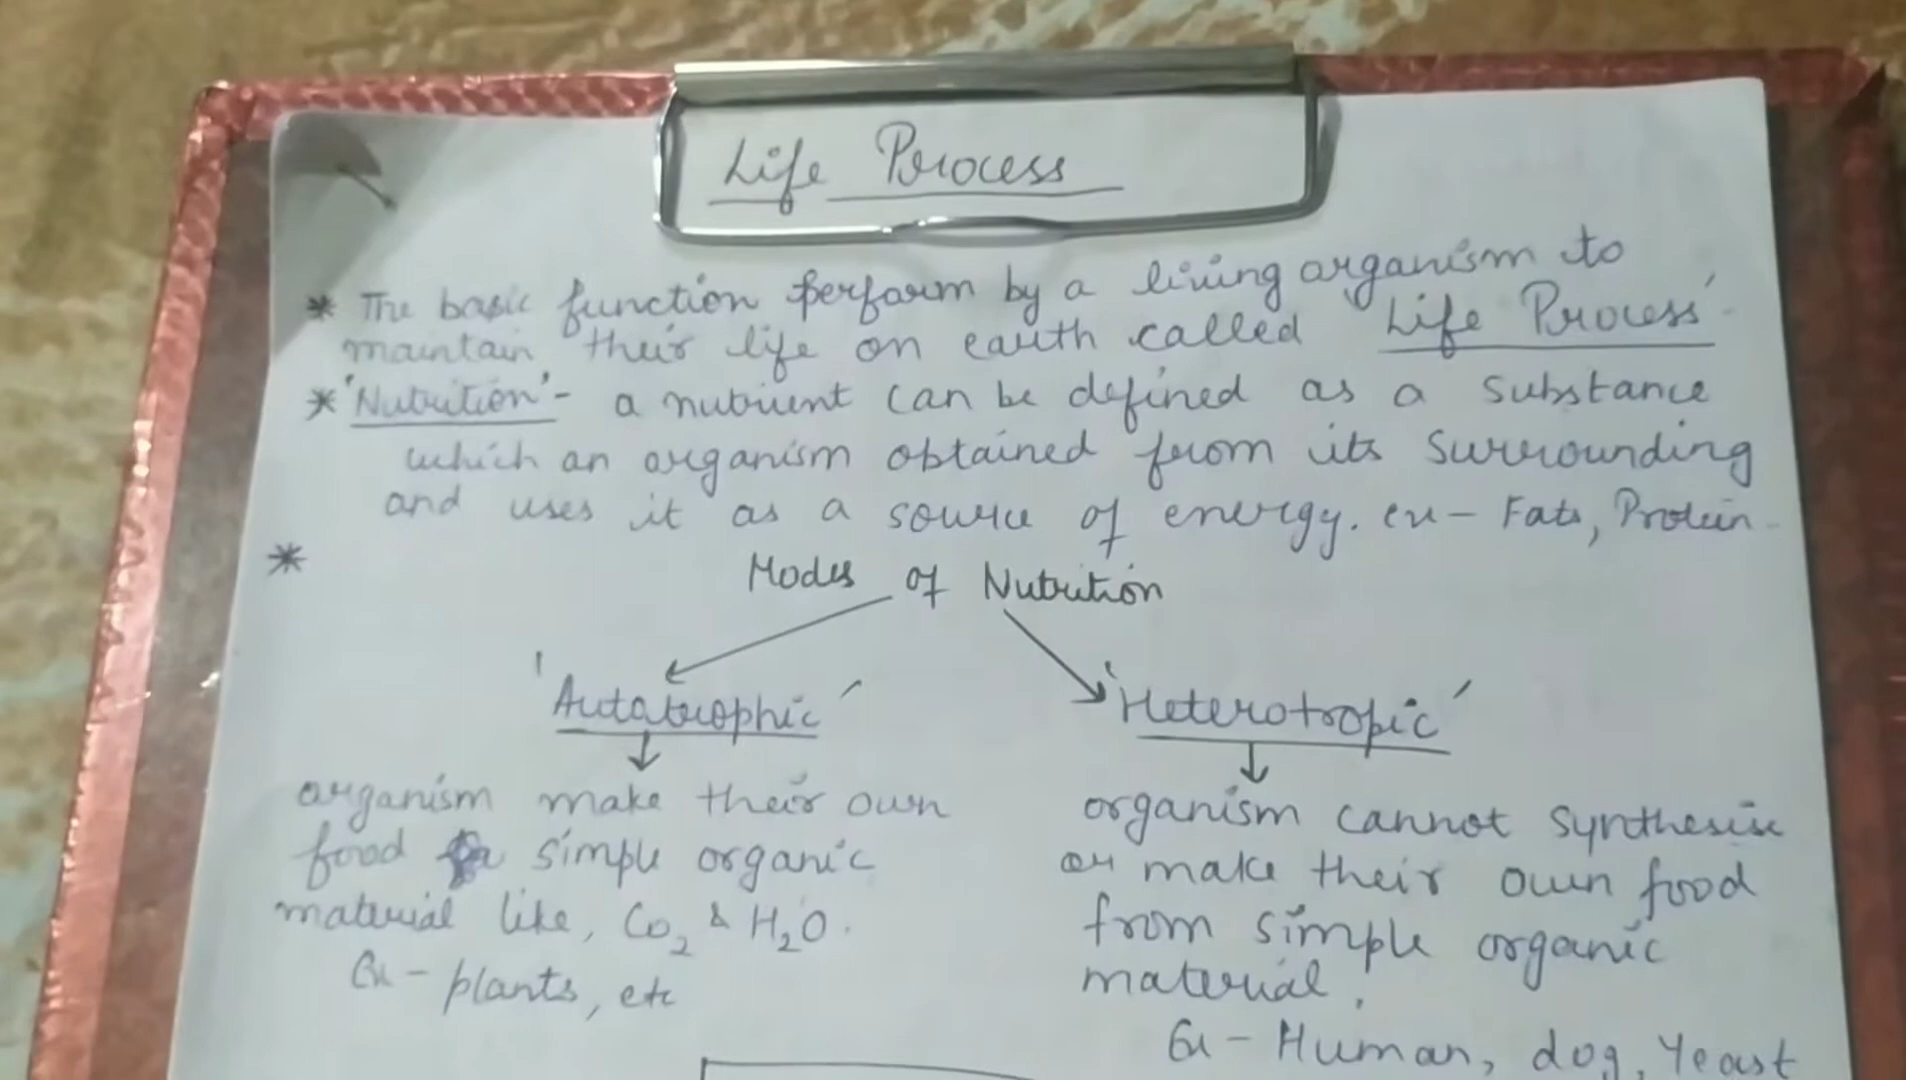 Life Process
* The basic function perform by a living organism to
maintain their life on earth called 'Life Process'
* 'Nutrition' - a nutrient can be defined as a substance
which an organism obtained from its surrounding
and uses it as a source of energy. ex - Fats, Protein
*
Modes of Nutrition
'Autotrophic' 'Heterotropic'
organism make their own
food simple organic
material like, CO2 & H2O.
Ex - plants, etc
organism cannot synthesise
or make their own food
from simple organic
material.
Ex - Human, dog, Yeast